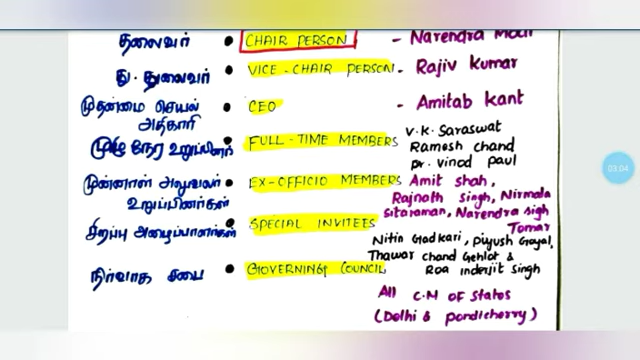 தலைவர் • CHAIR PERSON - Narendra Modi
து. தலைவர் • VICE-CHAIR PERSON - Rajiv Kumar
முதன்மை செயல் அதிகாரி • CEO - Amitab Kant
முழு நேர உறுப்பினர் • FULL-TIME MEMBERS V.K. Saraswat
Ramesh chand
Dr. Vinod Paul
முன்னாள் அலுவலர் உறுப்பினர்கள் • EX-OFFICIO MEMBERS Amit shah,
Rajnath singh, Nirmala
Sitaraman, Narendra sigh
Tomar
சிறப்பு அழைப்பாளர்கள் • SPECIAL INVITEES
Nitin Gadkari, Piyush Goyal,
Thawar chand Gehlot &
Roa inderjit singh
நிர்வாக சபை • GOVERNING COUNCIL
All C.M OF States
(Delhi & pondicherry)
03:04